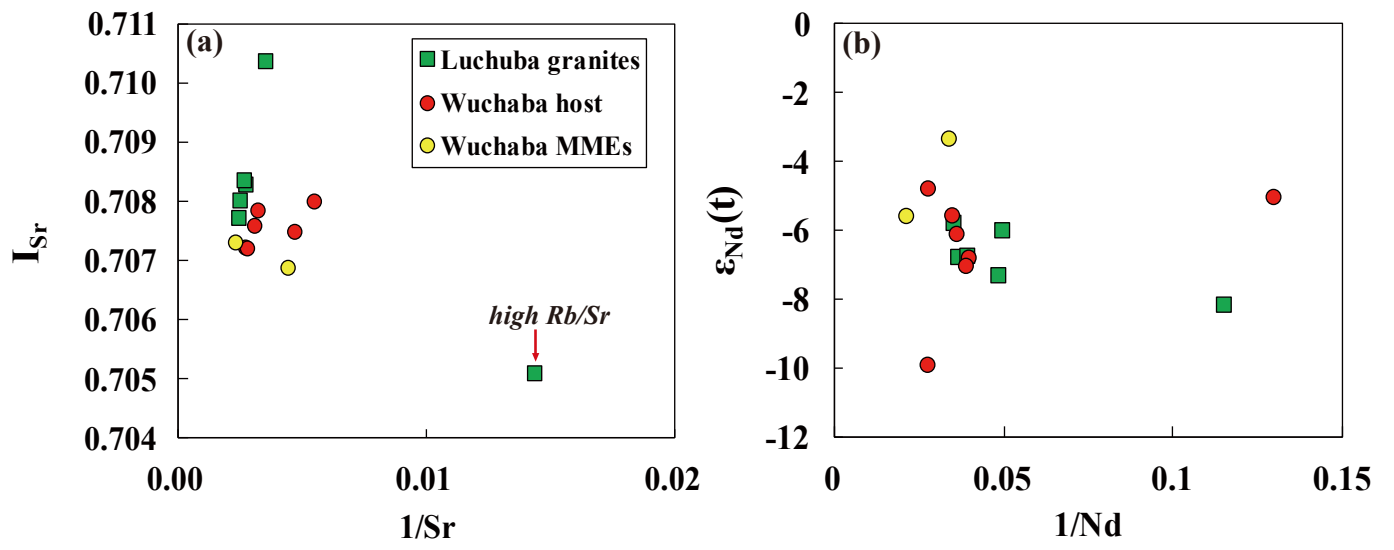 (a)
0.711
0.710
0.709
0.708
0.707
0.706
0.705
0.704
I_Sr
Luchuba granites
Wuchaba host
Wuchaba MMEs
high Rb/Sr
0.00
0.01
0.02
1/Sr
(b)
0
-2
-4
-6
-8
-10
-12
ε_Nd(t)
0
0.05
0.1
0.15
1/Nd